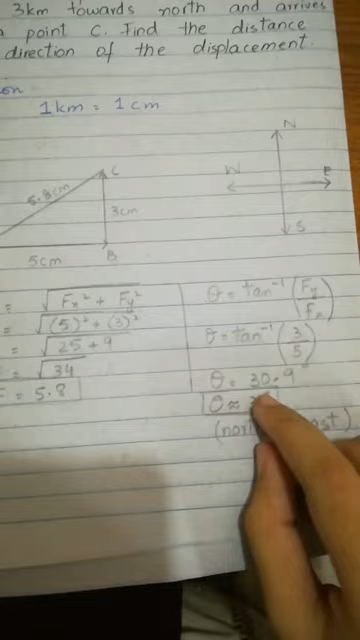 3km towards north and arrives
point C. Find the distance
direction of the displacement.
1km = 1cm
N
W
E
S
C
5.8cm
3cm
5cm
B
= √Fx² + Fy²
= √(5)² + (3)²
= √25 + 9
= √34
= 5.8
θ = tan⁻¹ (Fy/Fx)
θ = tan⁻¹ (3/5)
θ = 30.9
θ ≈